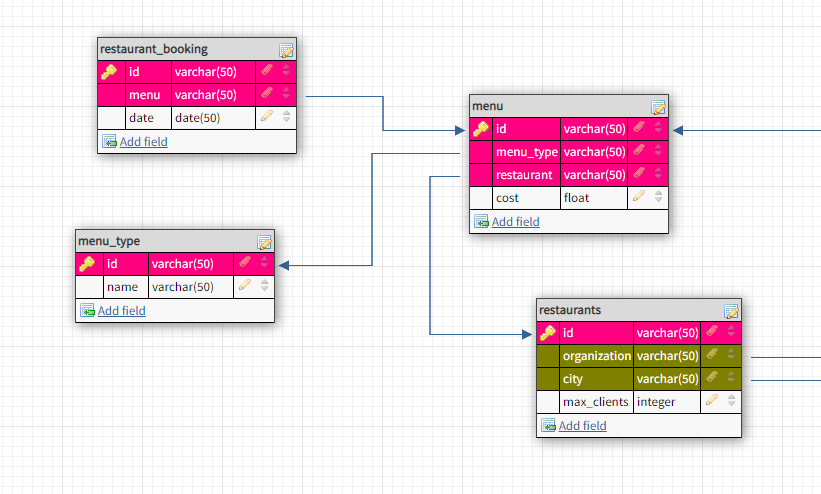 restaurant_booking
id varchar(50)
menu varchar(50)
date date(50)
Add field
menu
id varchar(50)
menu_type varchar(50)
restaurant varchar(50)
cost float
Add field
menu_type
id varchar(50)
name varchar(50)
Add field
restaurants
id varchar(50)
organization varchar(50)
city varchar(50)
max_clients integer
Add field